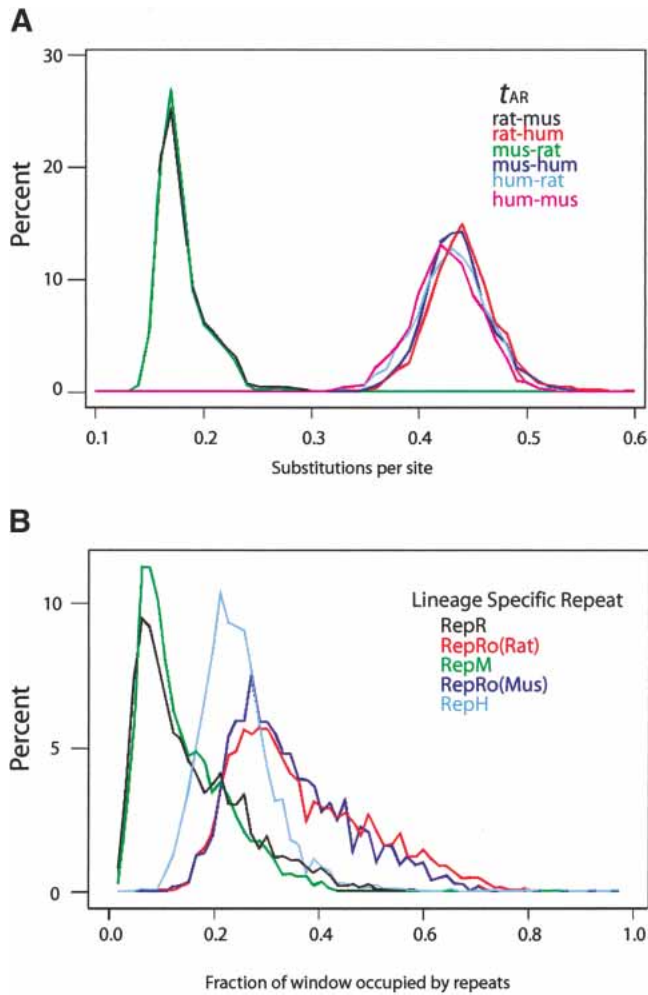 A
30
20
10
0
Percent
tAR
rat-mus
rat-hum
mus-rat
mus-hum
hum-rat
hum-mus
0.1 0.2 0.3 0.4 0.5 0.6
Substitutions per site
B
10
5
0
Percent
Lineage Specific Repeat
RepR
RepRo(Rat)
RepM
RepRo(Mus)
RepH
0.0 0.2 0.4 0.6 0.8 1.0
Fraction of window occupied by repeats